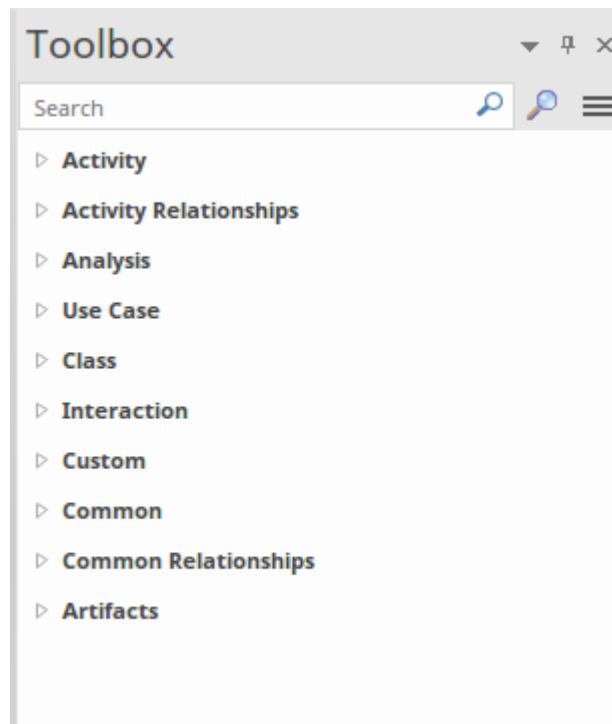 Toolbox
Search
Activity
Activity Relationships
Analysis
Use Case
Class
Interaction
Custom
Common
Common Relationships
Artifacts